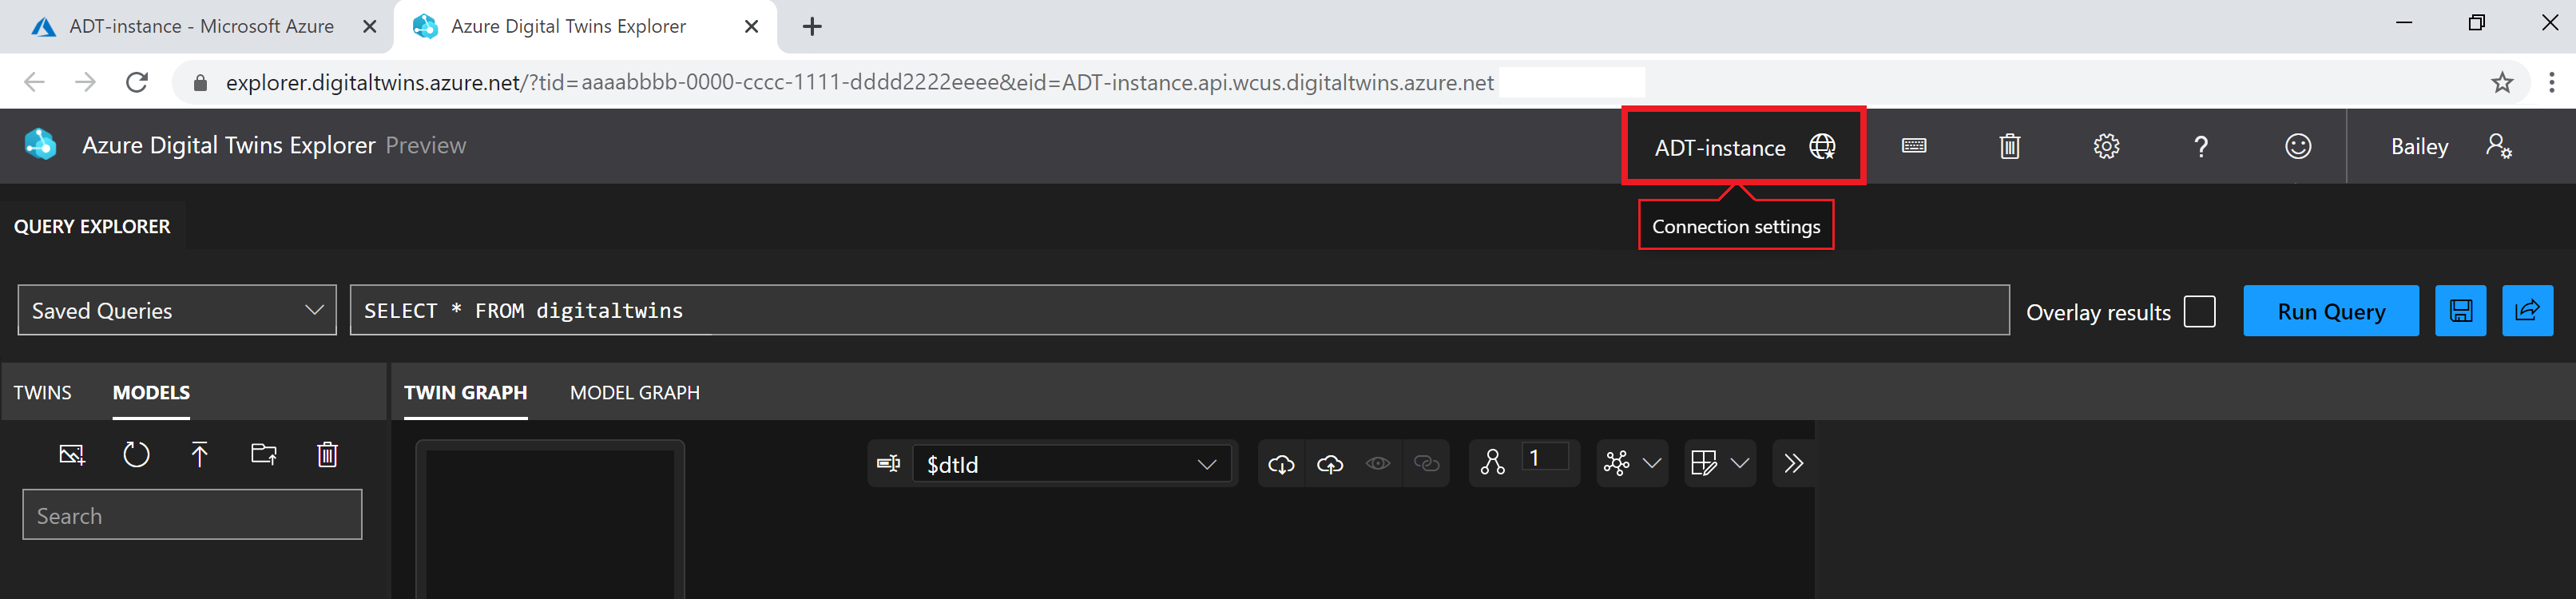 ADT-instance - Microsoft Azure
Azure Digital Twins Explorer
explorer.digitaltwins.azure.net/?tid=aaaabbbb-0000-cccc-1111-dddd2222eeee&eid=ADT-instance.api.wcus.digitaltwins.azure.net
Azure Digital Twins Explorer Preview
ADT-instance
?
Bailey
Connection settings
QUERY EXPLORER
Saved Queries
SELECT * FROM digitaltwins
Overlay results
Run Query
TWINS
MODELS
TWIN GRAPH
MODEL GRAPH
$dtId
1
Search